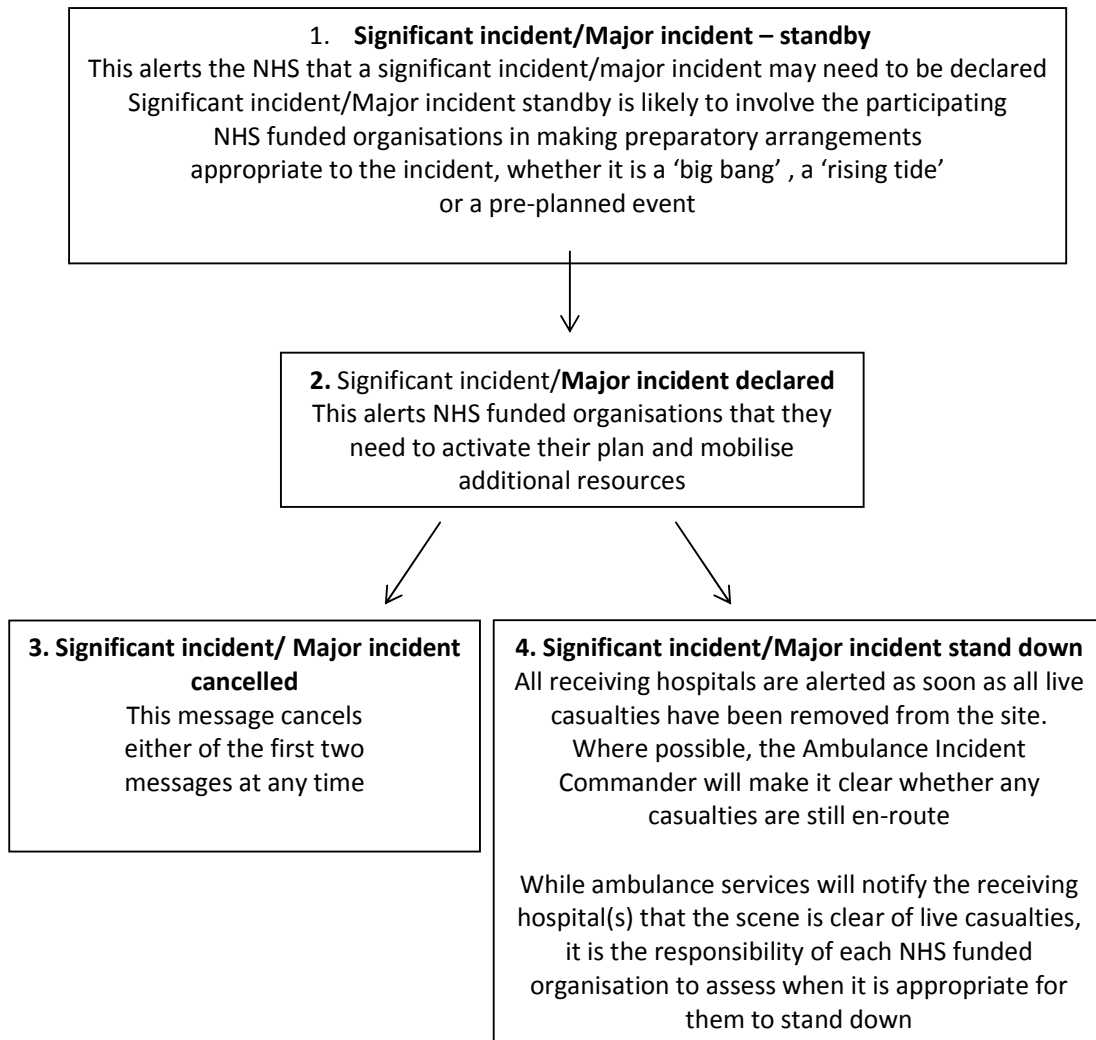 1. Significant incident/Major incident – standby
This alerts the NHS that a significant incident/major incident may need to be declared
Significant incident/Major incident standby is likely to involve the participating
NHS funded organisations in making preparatory arrangements
appropriate to the incident, whether it is a ‘big bang’ , a ‘rising tide’
or a pre-planned event
2. Significant incident/Major incident declared
This alerts NHS funded organisations that they
need to activate their plan and mobilise
additional resources
3. Significant incident/ Major incident
cancelled
This message cancels
either of the first two
messages at any time
4. Significant incident/Major incident stand down
All receiving hospitals are alerted as soon as all live
casualties have been removed from the site.
Where possible, the Ambulance Incident
Commander will make it clear whether any
casualties are still en-route
While ambulance services will notify the receiving
hospital(s) that the scene is clear of live casualties,
it is the responsibility of each NHS funded
organisation to assess when it is appropriate for
them to stand down